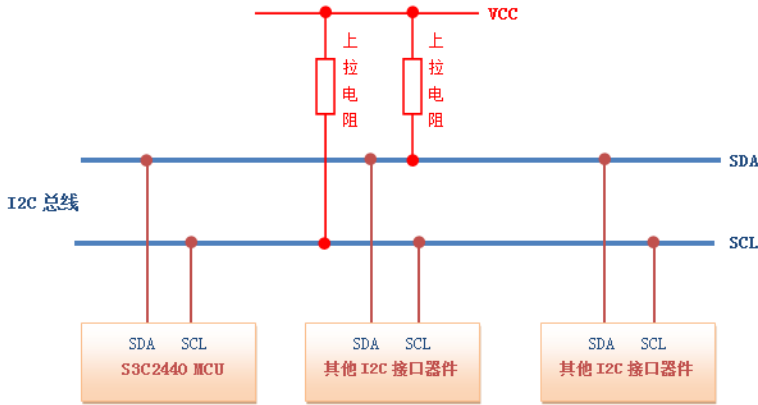 VCC
上拉电阻
上拉电阻
SDA
I2C 总线
SCL
SDA SCL
S3C2440 MCU
SDA SCL
其他 I2C 接口器件
SDA SCL
其他 I2C 接口器件